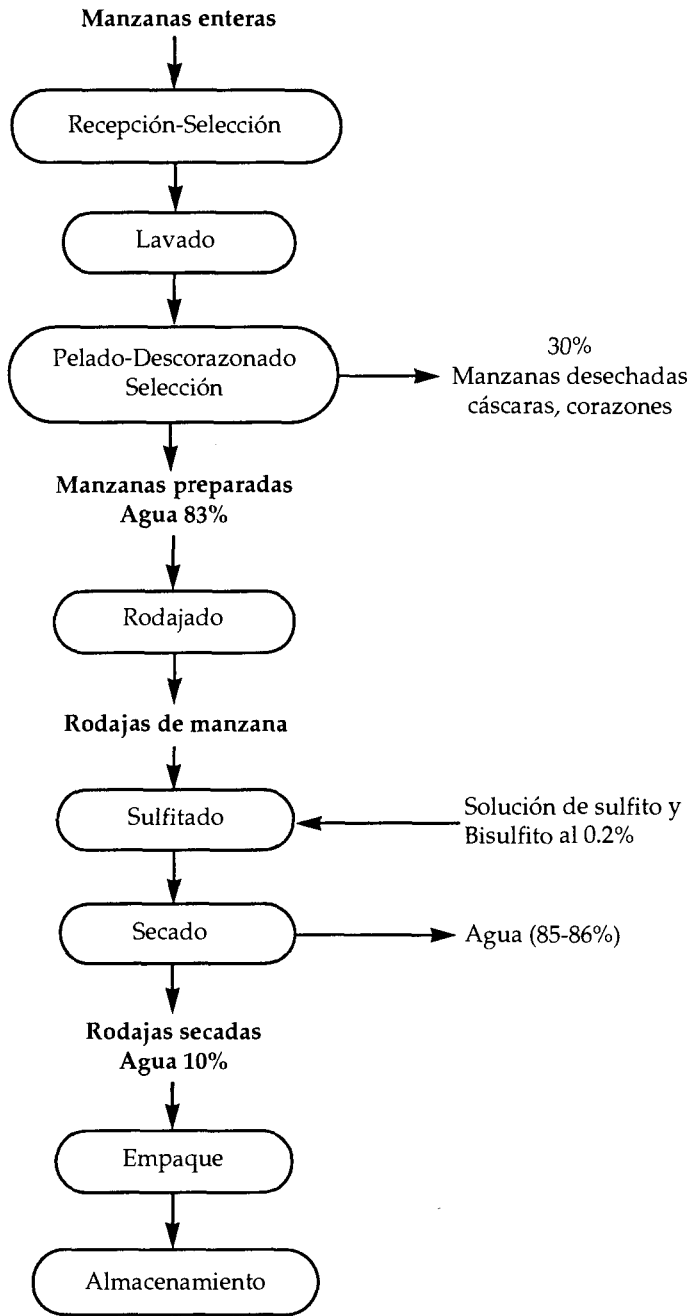 Manzanas enteras
Recepción-Selección
Lavado
Pelado-Descorazonado
Selección
30%
Manzanas desechadas
cáscaras, corazones
Manzanas preparadas
Agua 83%
Rodajado
Rodajas de manzana
Sulfitado
Solución de sulfito y
Bisulfito al 0.2%
Secado
Agua (85-86%)
Rodajas secadas
Agua 10%
Empaque
Almacenamiento